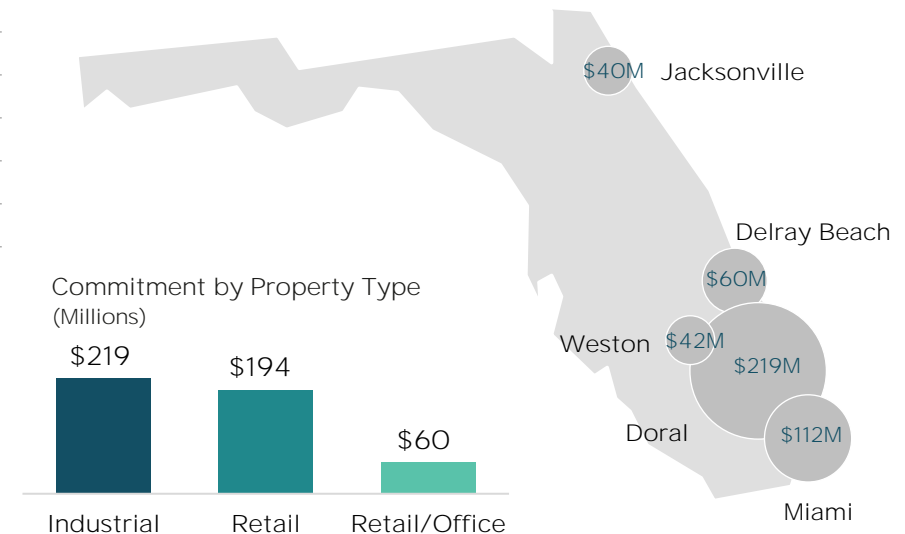 $40M Jacksonville
Delray Beach
$60M
Commitment by Property Type
(Millions)
Weston $42M
$219M
$219
$194
$60
Doral
$112M
Miami
Industrial
Retail
Retail/Office